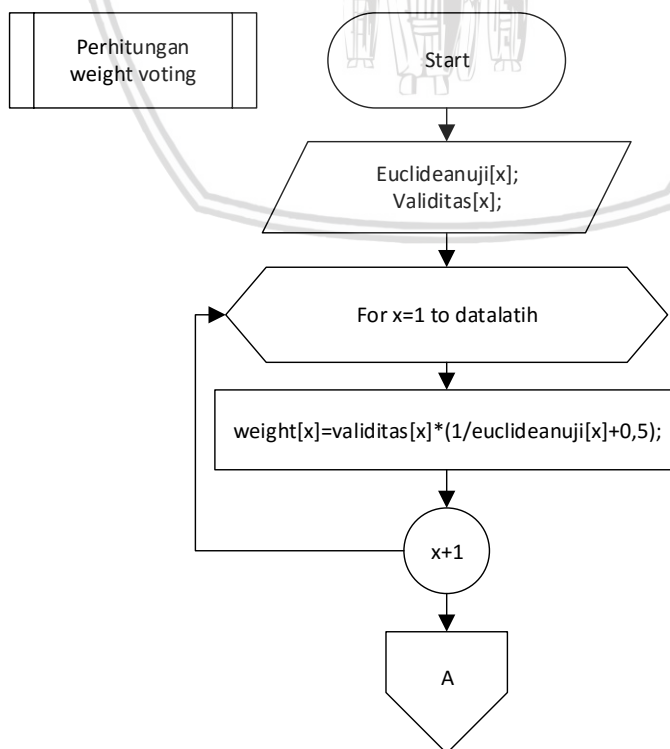 Perhitungan
weight voting
Start
Euclideanuji[x];
Validitas[x];
For x=1 to datalatih
weight[x]=validitas[x]*(1/euclideanuji[x]+0,5);
x+1
A